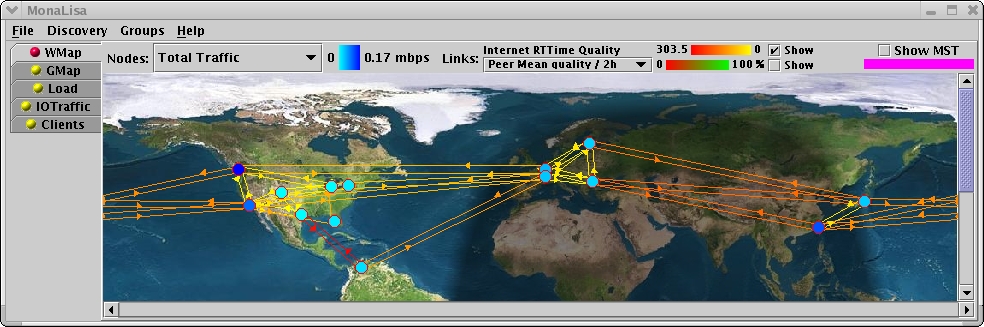 MonaLisa
File Discovery Groups Help
WMap
GMap
Load
IOTraffic
Clients
Nodes: Total Traffic 0 0.17 mbps Links:
Internet RTTime Quality 303.5 0 Show
Peer Mean quality / 2h 0 100 % Show
Show MST